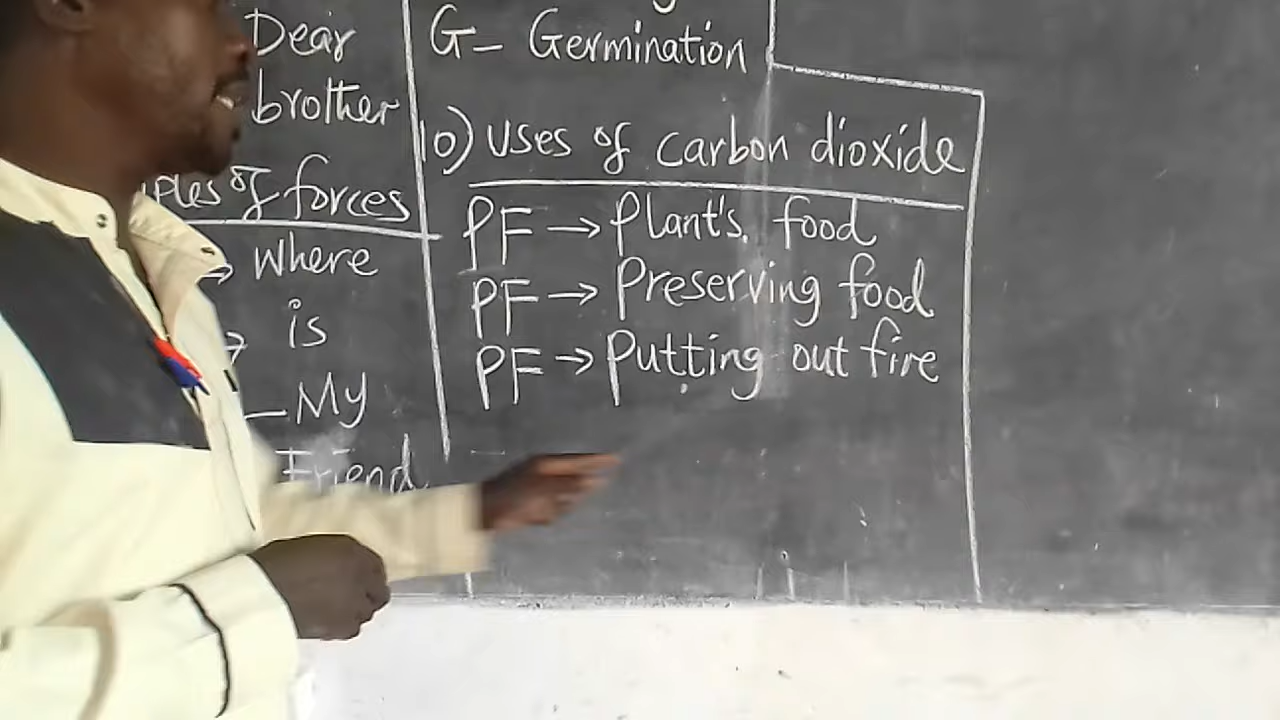 Dear
brother
ples of forces
→ Where
→ is
– My
Friend
G – Germination
10) Uses of carbon dioxide
PF → Plant's food
PF → Preserving food
PF → Putting out fire